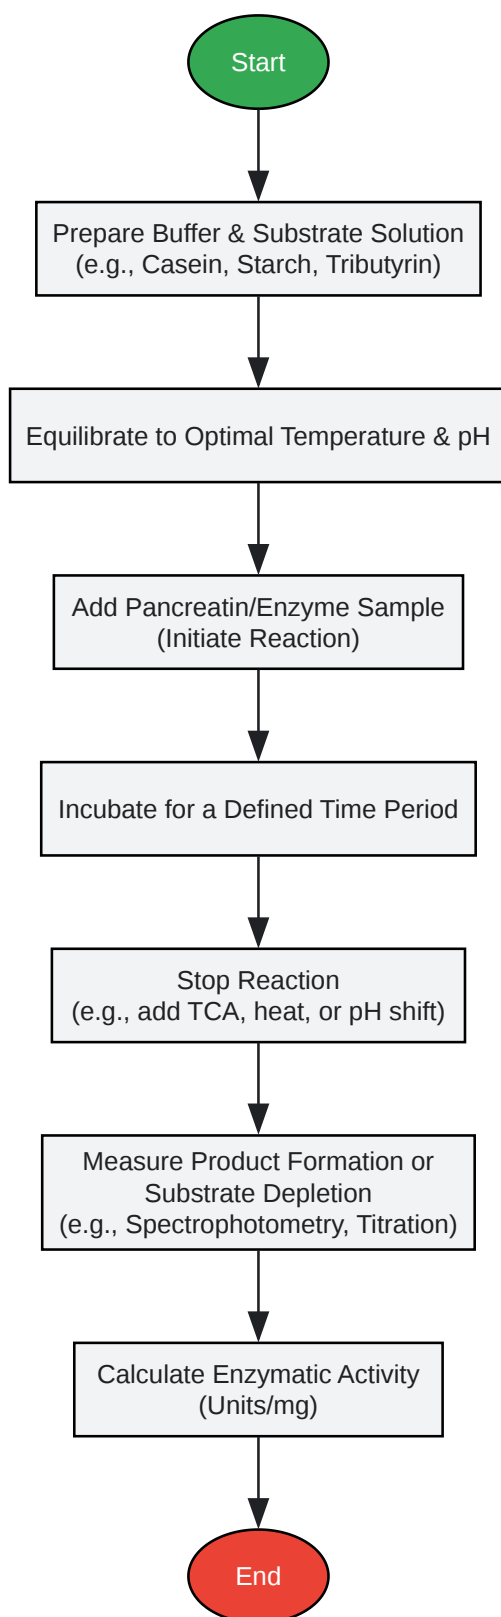 Start
Prepare Buffer & Substrate Solution
(e.g., Casein, Starch, Tributyrin)
Equilibrate to Optimal Temperature & pH
Add Pancreatin/Enzyme Sample
(Initiate Reaction)
Incubate for a Defined Time Period
Stop Reaction
(e.g., add TCA, heat, or pH shift)
Measure Product Formation or
Substrate Depletion
(e.g., Spectrophotometry, Titration)
Calculate Enzymatic Activity
(Units/mg)
End